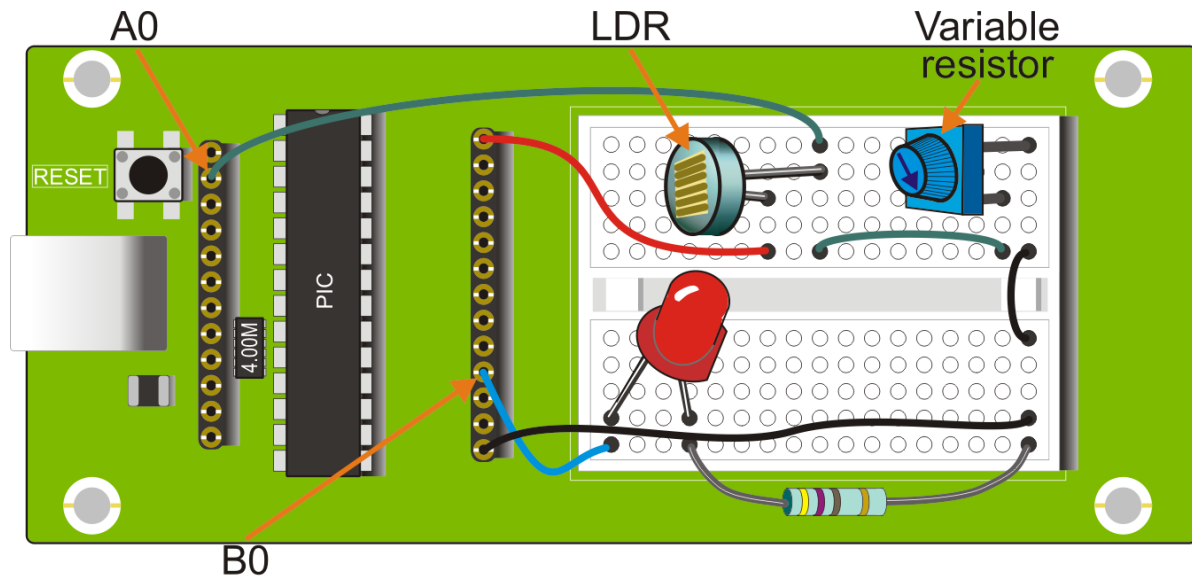 A0
LDR
Variable
resistor
RESET
PIC
4.00M
B0